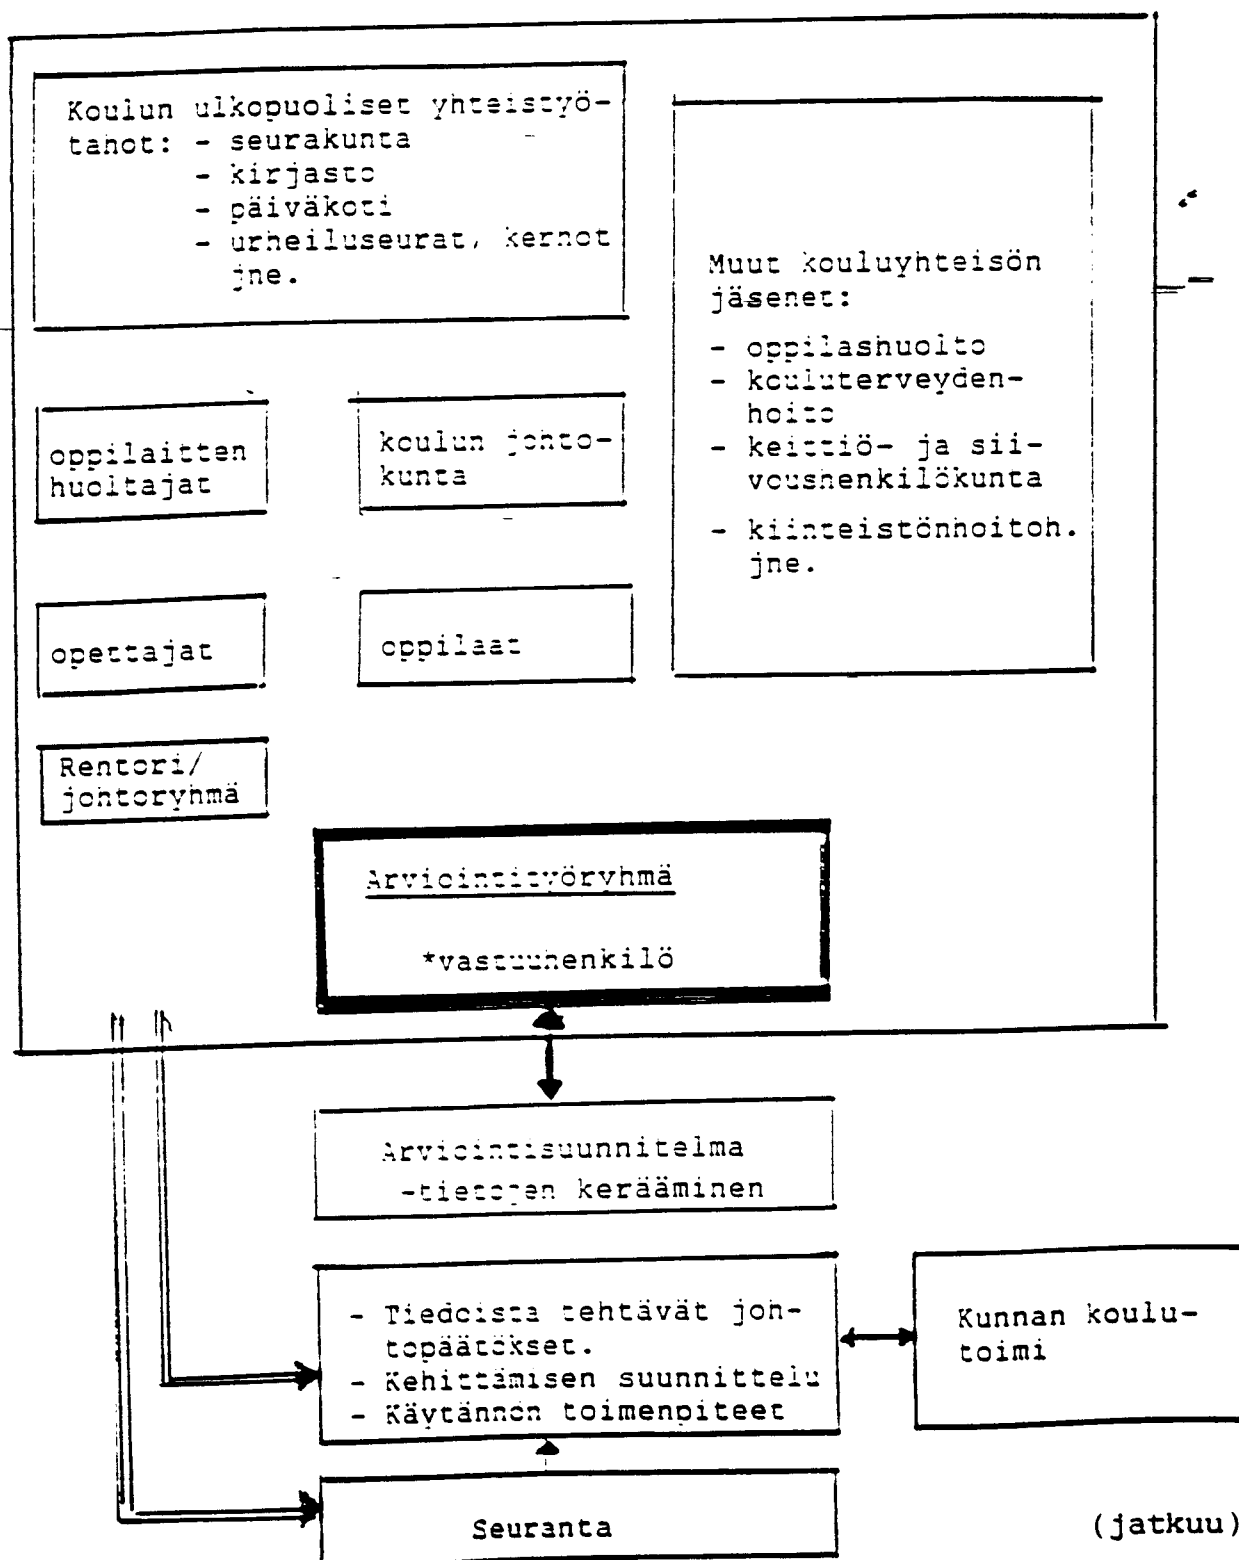 Koulun ulkopuoliset yhteistyö-
tahot: - seurakunta
- kirjasto
- päiväkoti
- urheiluseurat, kerhot
jne.
Muut kouluyhteisön
jäsenet:
- oppilashuolto
- kouluterveyden-
hoito
- keittiö- ja sii-
voushenkilökunta
- kiinteistönhoitoh.
jne.
oppilaitten
huoltajat
koulun johto-
kunta
opettajat
oppilaat
Rehtori/
johtoryhmä
Arviointityöryhmä
*vastuuhenkilö
Arviointisuunnitelma
-tietojen kerääminen
- Tiedoista tehtävät joh-
topäätökset.
- Kehittämisen suunnittelu
- Käytännön toimenpiteet
Kunnan koulu-
toimi
Seuranta
(jatkuu)